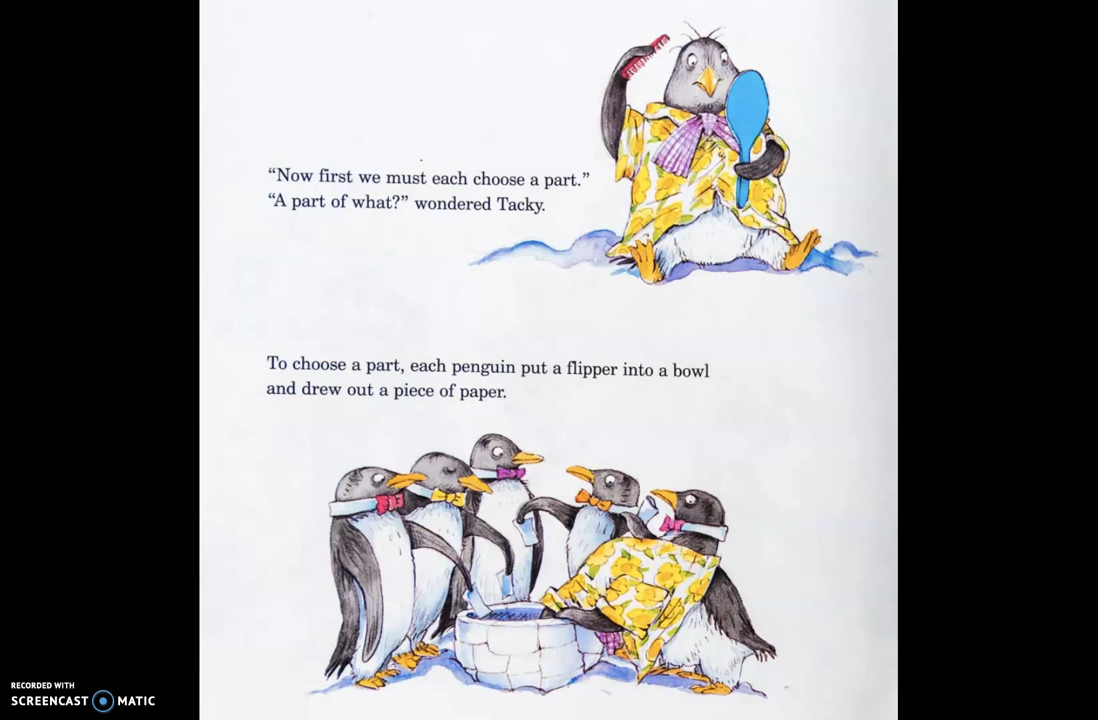 “Now first we must each choose a part.”
“A part of what?” wondered Tacky.
To choose a part, each penguin put a flipper into a bowl
and drew out a piece of paper.
RECORDED WITH
SCREENCAST MATIC